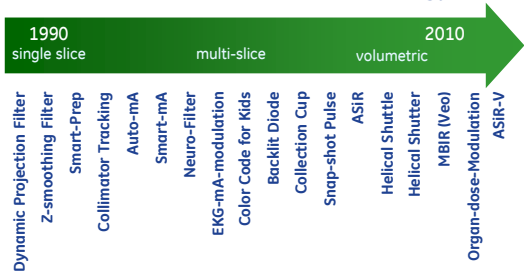 1990
2010
single slice
multi-slice
volumetric
Dynamic Projection Filter
Z-smoothing Filter
Smart-Prep
Collimator Tracking
Auto-mA
Smart-mA
Neuro-Filter
EKG-mA-modulation
Color Code for Kids
Backlit Diode
Collection Cup
Snap-shot Pulse
ASiR
Helical Shuttle
Helical Shutter
MBIR (Veo)
Organ-dose-Modulation
ASiR-V